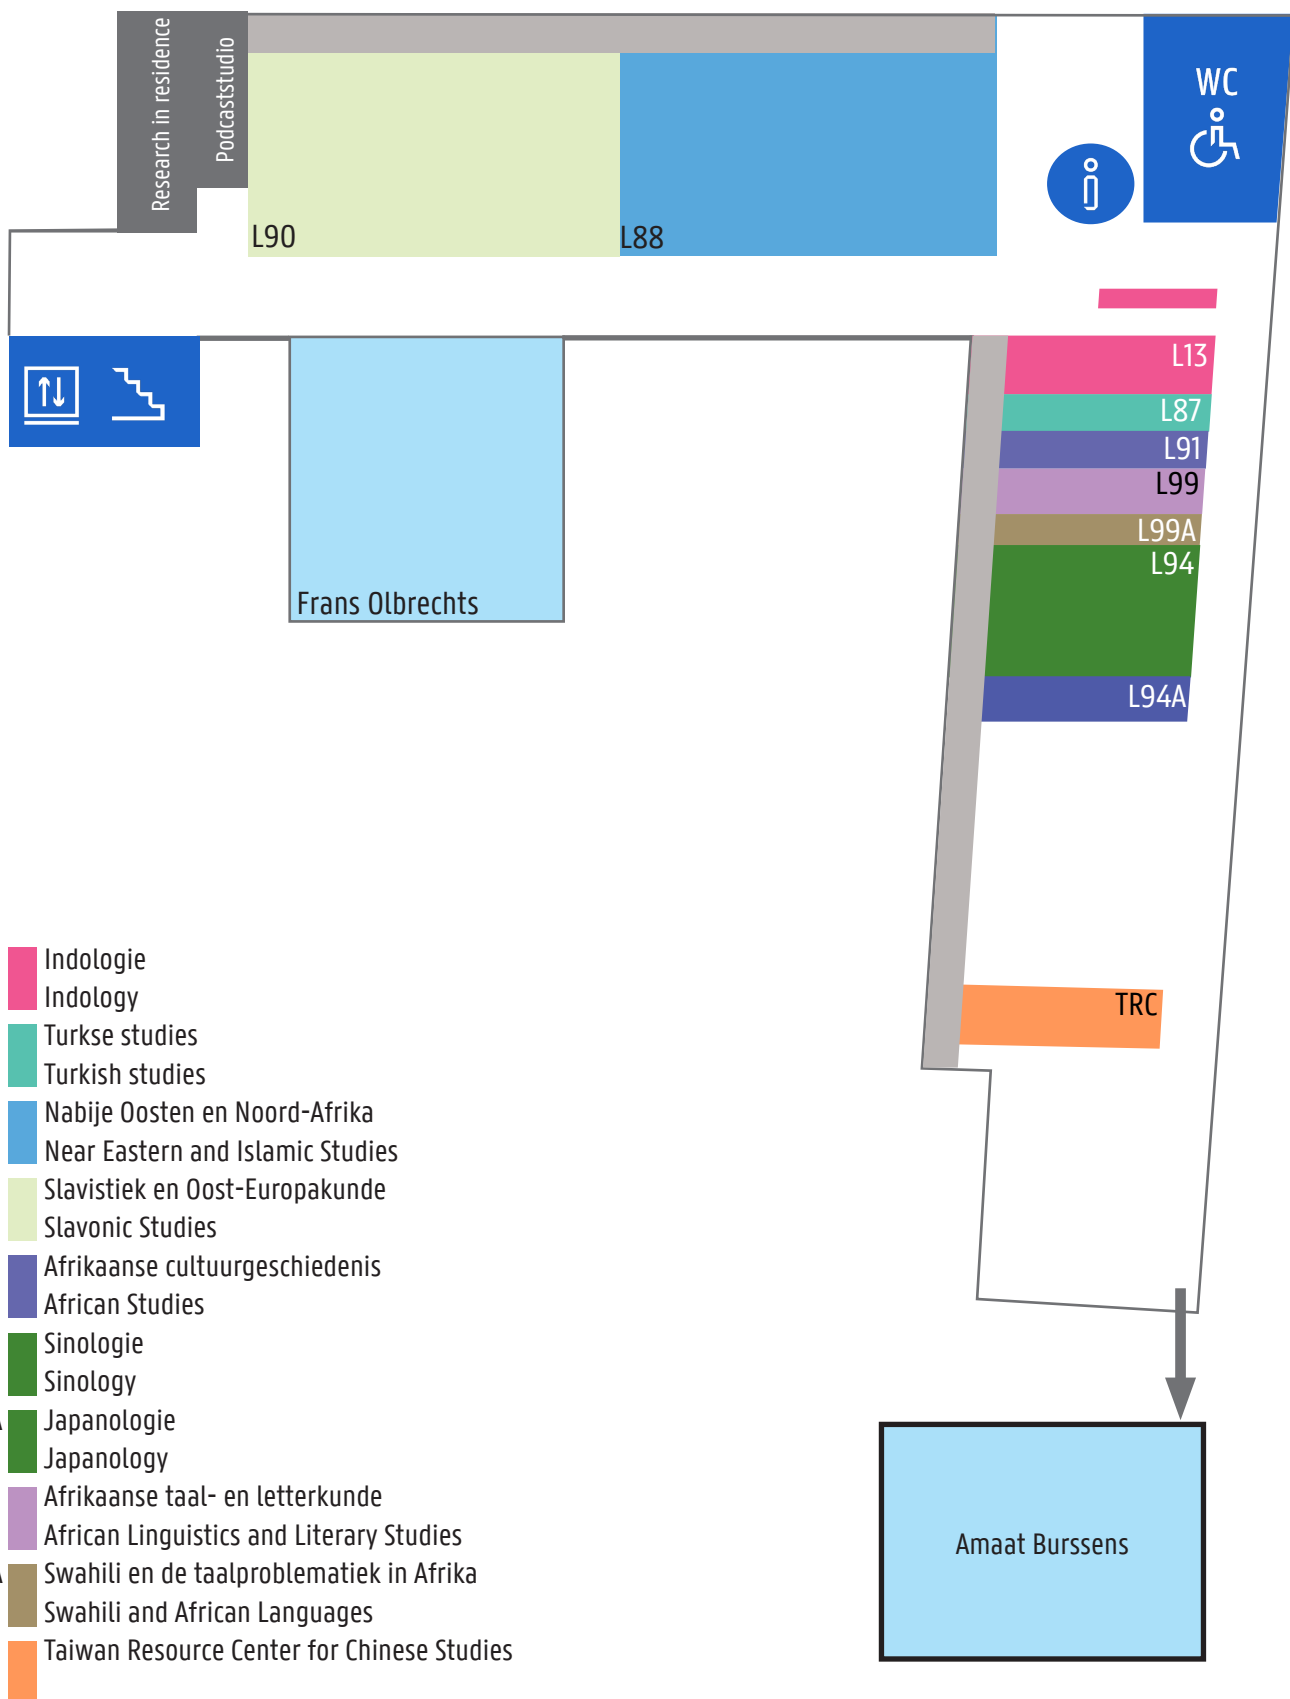 Research in residence
Podcaststudio
WC
L90
L88
L13
L87
L91
L99
L99A
L94
L94A
Frans Olbrechts
TRC
Indologie
Indology
Turkse studies
Turkish studies
Nabije Oosten en Noord-Afrika
Near Eastern and Islamic Studies
Slavistiek en Oost-Europakunde
Slavonic Studies
Afrikaanse cultuurgeschiedenis
African Studies
Sinologie
Sinology
Japanologie
Japanology
Afrikaanse taal- en letterkunde
African Linguistics and Literary Studies
Swahili en de taalproblematiek in Afrika
Swahili and African Languages
Taiwan Resource Center for Chinese Studies
Amaat Burssens